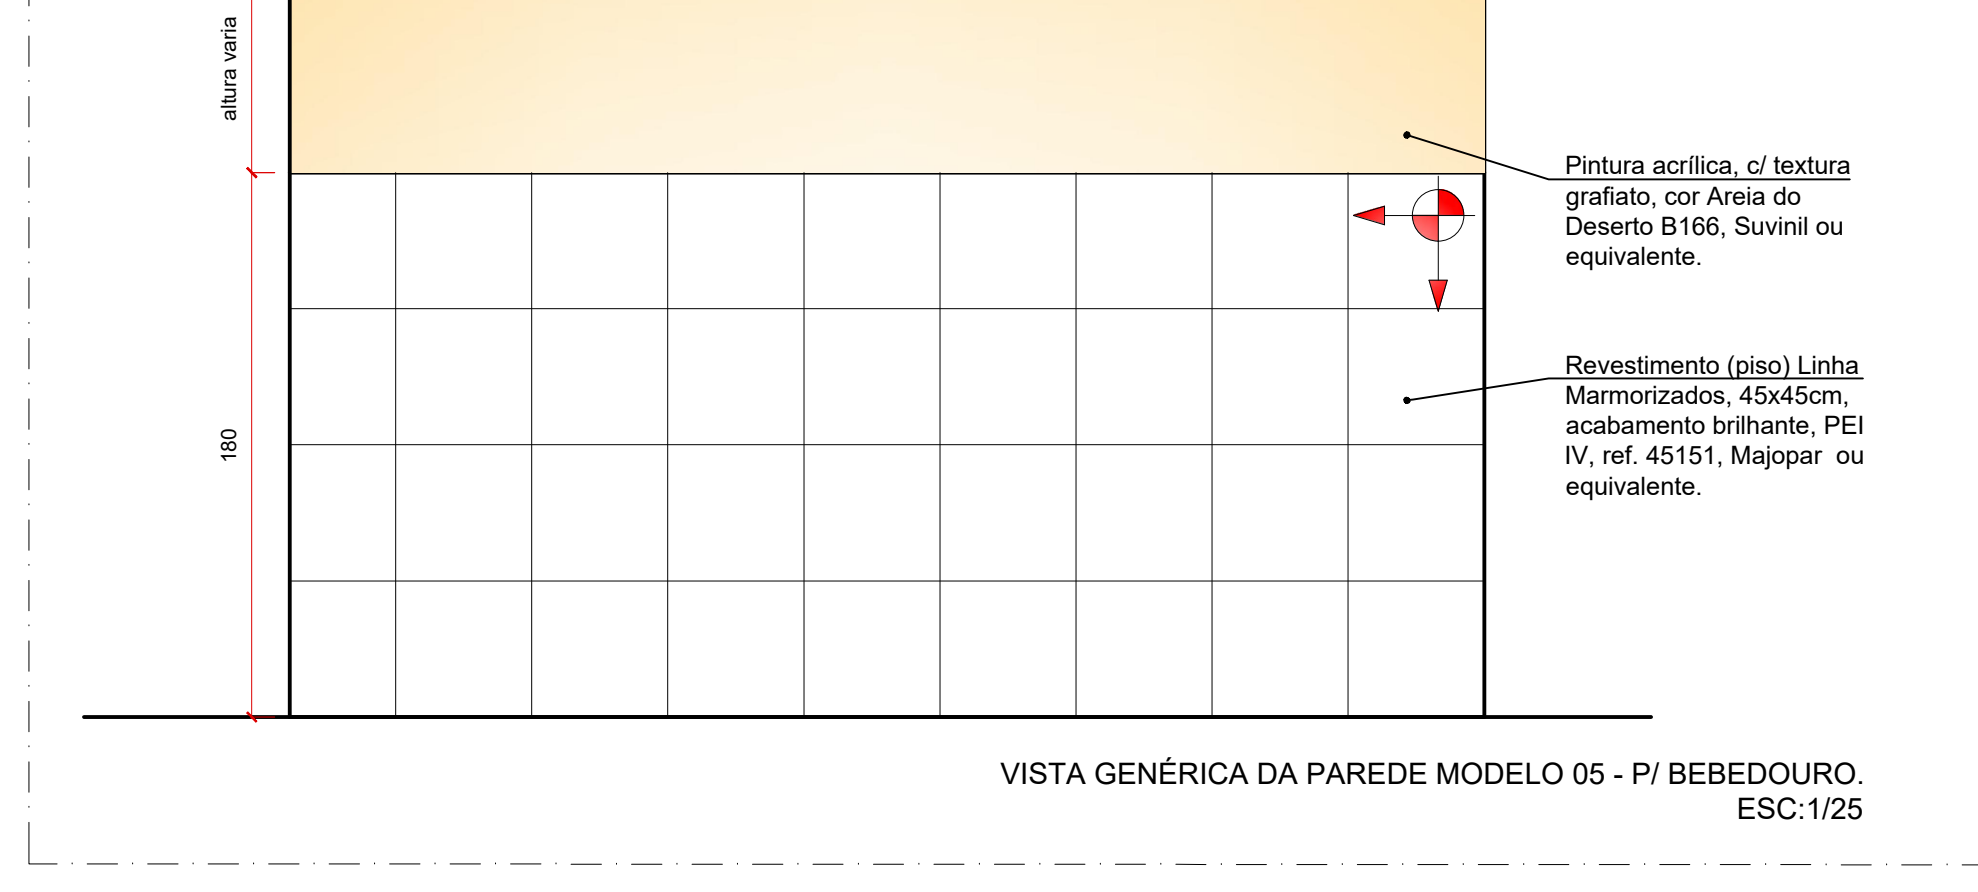 altura varia
Pintura acrílica, c/ textura
grafiato, cor Areia do
Deserto B166, Suvinil ou
equivalente.
Revestimento (piso) Linha
Marmorizados, 45x45cm,
acabamento brilhante, PEI
IV, ref. 45151, Majopar  ou
equivalente.
180
VISTA GENÉRICA DA PAREDE MODELO 05 - P/ BEBEDOURO.
ESC:1/25